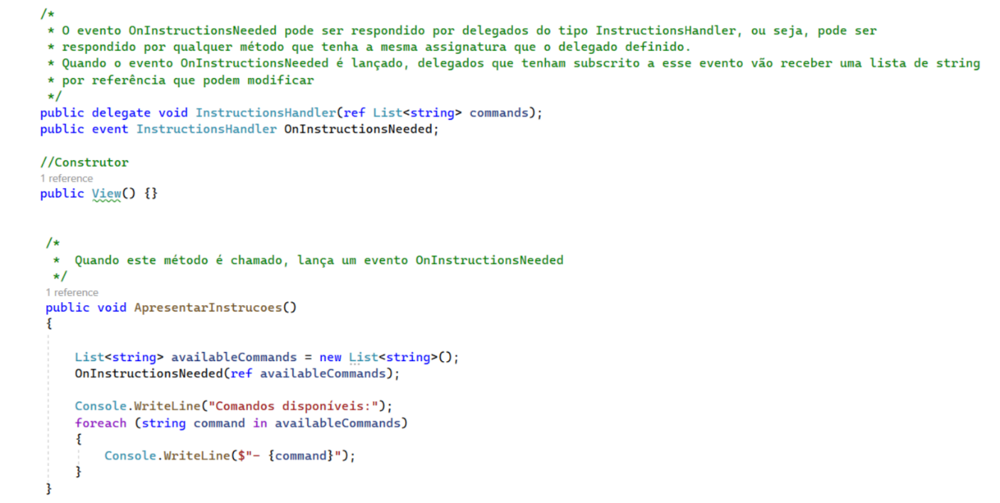 /*
* O evento OnInstructionsNeeded pode ser respondido por delegados do tipo InstructionsHandler, ou seja, pode ser
* respondido por qualquer método que tenha a mesma assignatura que o delegado definido.
* Quando o evento OnInstructionsNeeded é lançado, delegados que tenham subscrito a esse evento vão receber uma lista de string
* por referência que podem modificar
*/
public delegate void InstructionsHandler(ref List<string> commands);
public event InstructionsHandler OnInstructionsNeeded;
//Construtor
1 reference
public View() {}
/*
*  Quando este método é chamado, lança um evento OnInstructionsNeeded
*/
1 reference
public void ApresentarInstrucoes()
{
List<string> availableCommands = new List<string>();
OnInstructionsNeeded(ref availableCommands);
Console.WriteLine("Comandos disponíveis:");
foreach (string command in availableCommands)
{
Console.WriteLine($"- {command}");
}
}